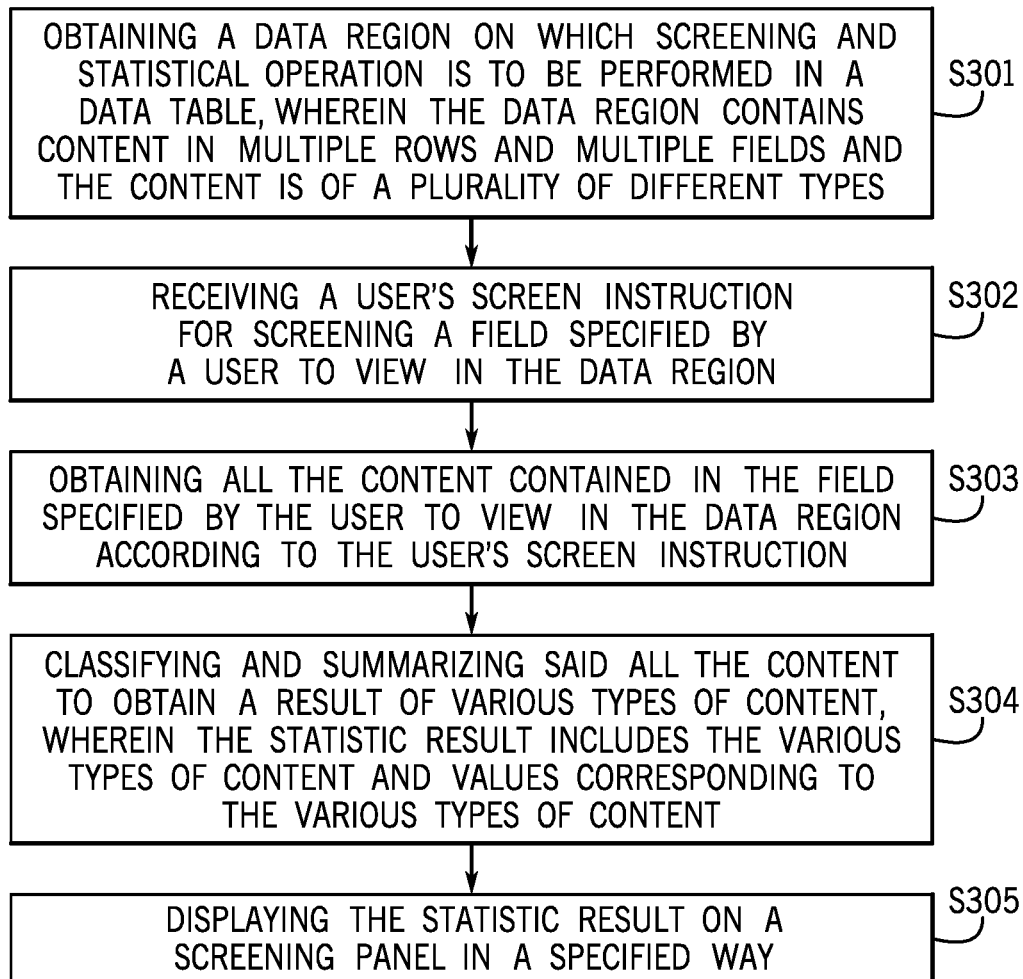 OBTAINING A DATA REGION ON WHICH SCREENING AND
STATISTICAL OPERATION IS TO BE PERFORMED IN A
DATA TABLE, WHEREIN THE DATA REGION CONTAINS
CONTENT IN MULTIPLE ROWS AND MULTIPLE FIELDS AND
THE CONTENT IS OF A PLURALITY OF DIFFERENT TYPES
S301
RECEIVING A USER'S SCREEN INSTRUCTION
FOR SCREENING A FIELD SPECIFIED BY
A USER TO VIEW IN THE DATA REGION
S302
OBTAINING ALL THE CONTENT CONTAINED IN THE FIELD
SPECIFIED BY THE USER TO VIEW IN THE DATA REGION
ACCORDING TO THE USER'S SCREEN INSTRUCTION
S303
CLASSIFYING AND SUMMARIZING SAID ALL THE CONTENT
TO OBTAIN A RESULT OF VARIOUS TYPES OF CONTENT,
WHEREIN THE STATISTIC RESULT INCLUDES THE VARIOUS
TYPES OF CONTENT AND VALUES CORRESPONDING TO
THE VARIOUS TYPES OF CONTENT
S304
DISPLAYING THE STATISTIC RESULT ON A
SCREENING PANEL IN A SPECIFIED WAY
S305